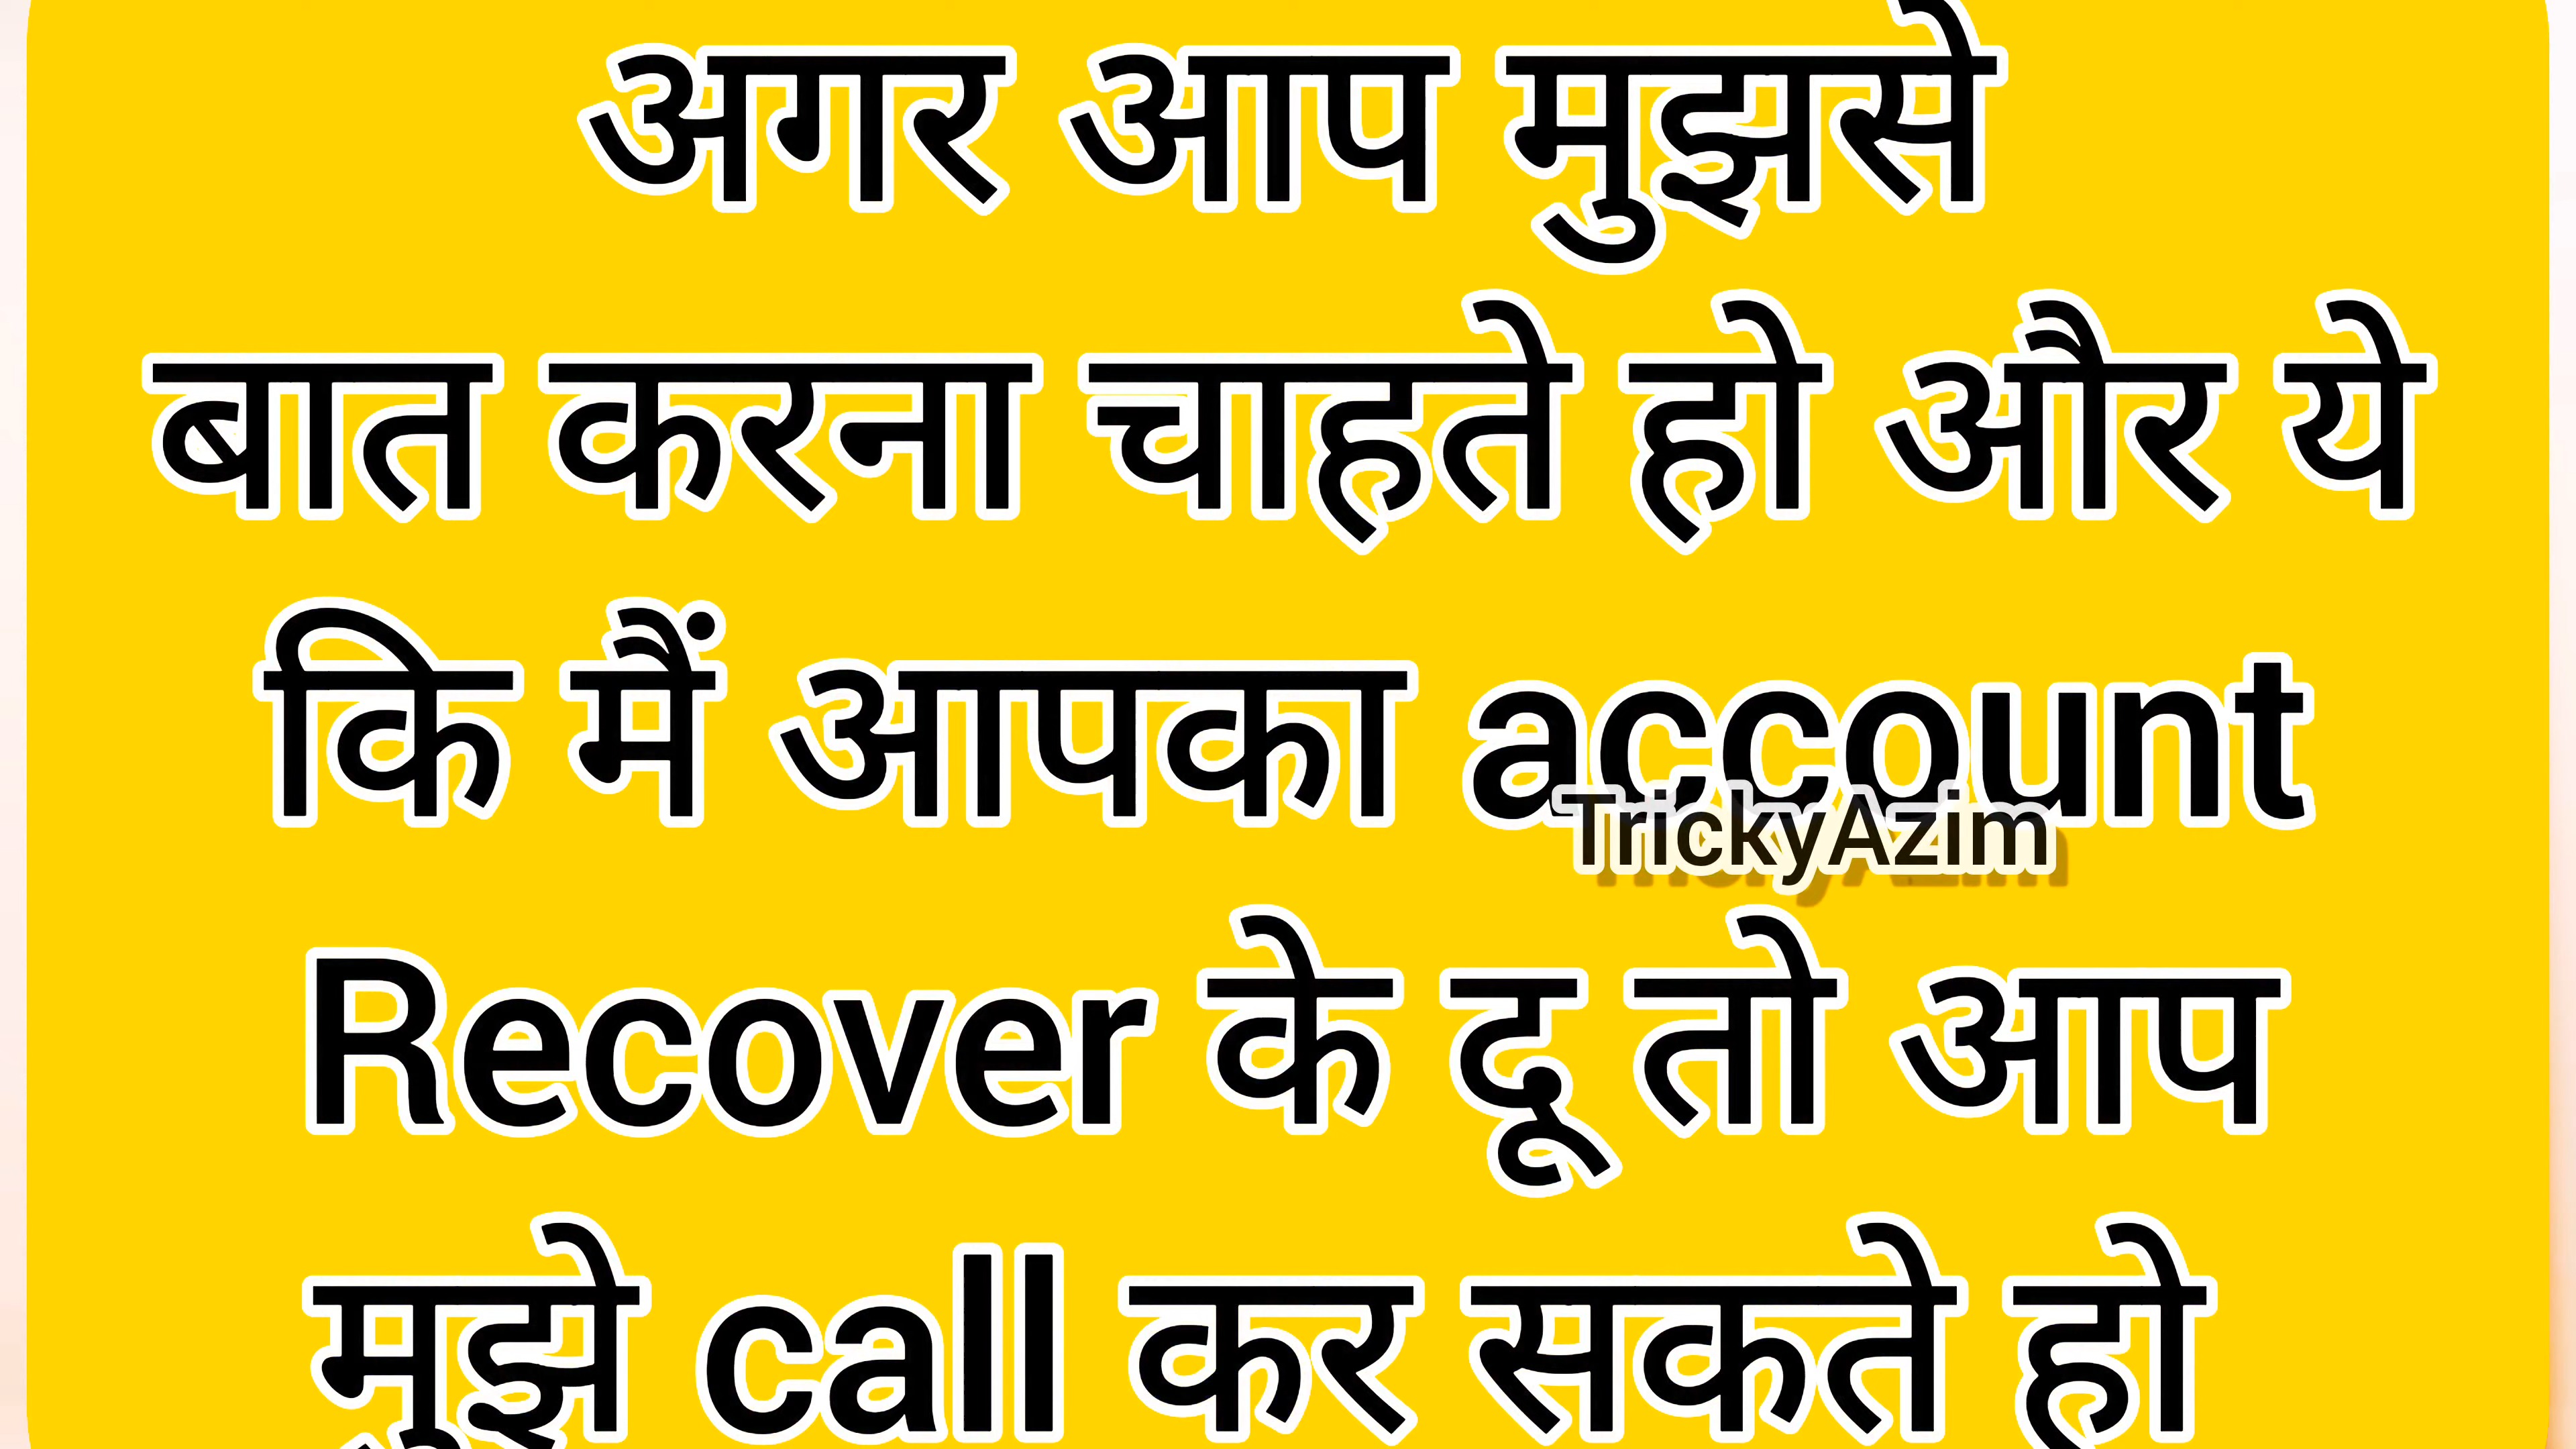 अगर आप मुझसे
बात करना चाहते हो और ये
कि मैं आपका account
TrickyAzim
Recover के दू तो आप
मुझे call कर सकते हो